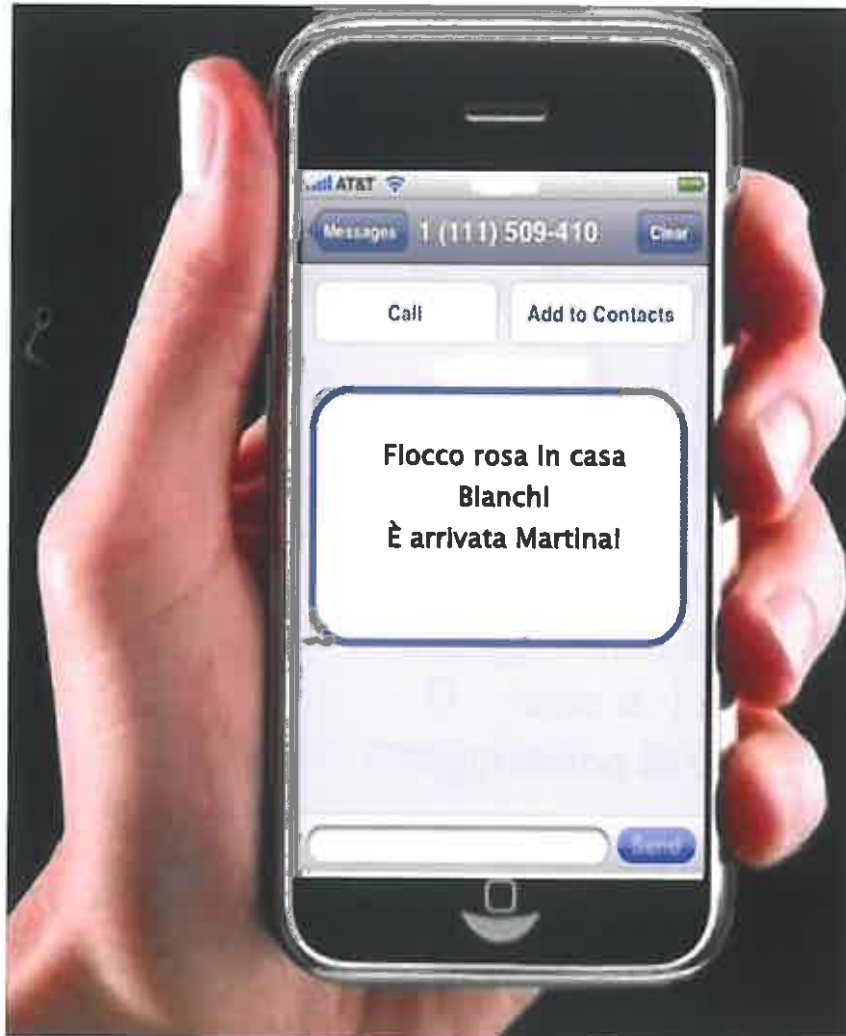 AT&T
Messages 1 (111) 509-410 Clear
Call Add to Contacts
Fiocco rosa in casa
Bianchi
È arrivata Martina!
Send